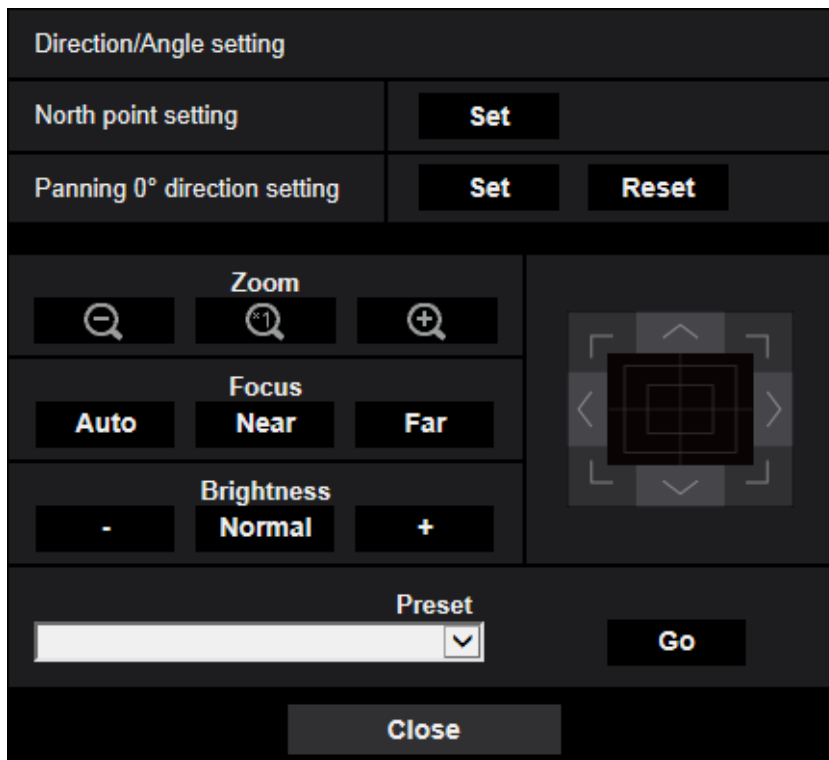 Direction/Angle setting
North point setting Set
Panning 0° direction setting Set Reset
Zoom
×1
Focus
Auto Near Far
Brightness
- Normal +
Preset
Go
Close